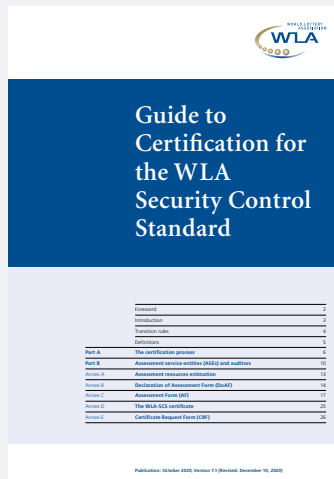 WORLD LOTTERY
ASSOCIATION
WLA
Guide to
Certification for
the WLA
Security Control
Standard
Foreword 2
Introduction 3
Transition rules 4
Definitions 5
Part A The certification process 6
Part B Assessment service entities (ASEs) and auditors 10
Annex A Assessment resources estimation 13
Annex B Declaration of Assessment Form (DoAF) 14
Annex C Assessment Form (AF) 17
Annex D The WLA-SCS certificate 25
Annex E Certificate Request Form (CRF) 26
Publication: October 2020, Version 7.1 (Revised: December 10, 2020)